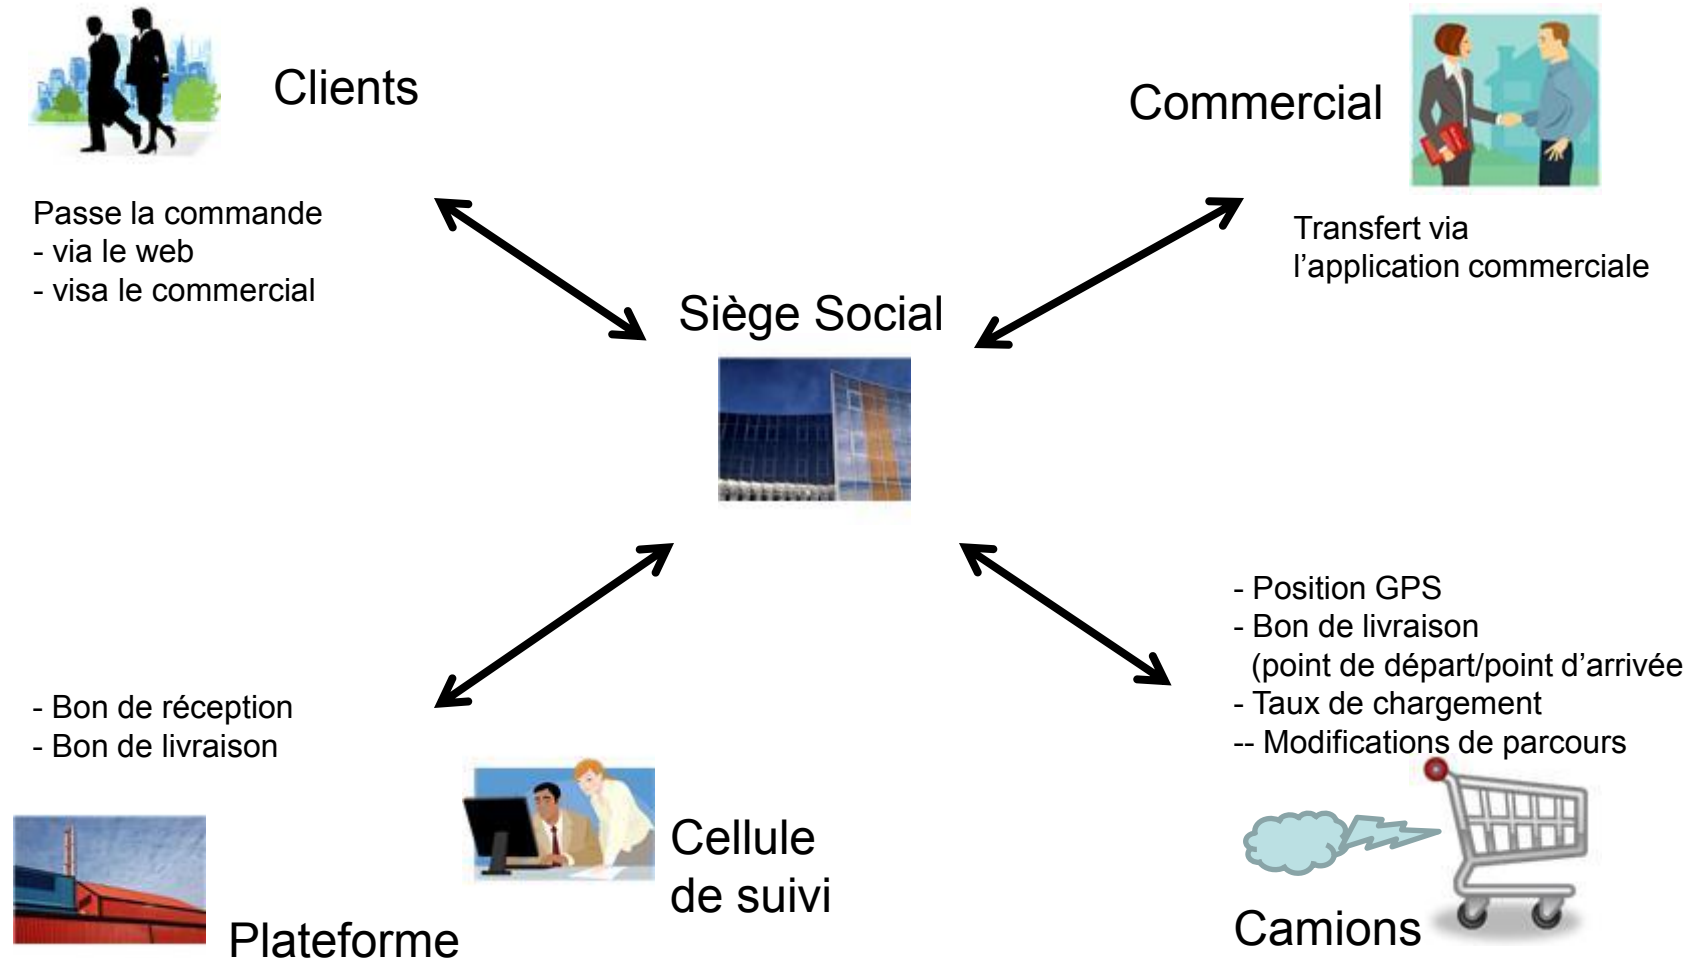 Clients
Passe la commande
- via le web
- visa le commercial
Commercial
Transfert via
l’application commerciale
Siège Social
- Bon de réception
- Bon de livraison
Plateforme
Cellule
de suivi
- Position GPS
- Bon de livraison
(point de départ/point d’arrivée
- Taux de chargement
-- Modifications de parcours
Camions